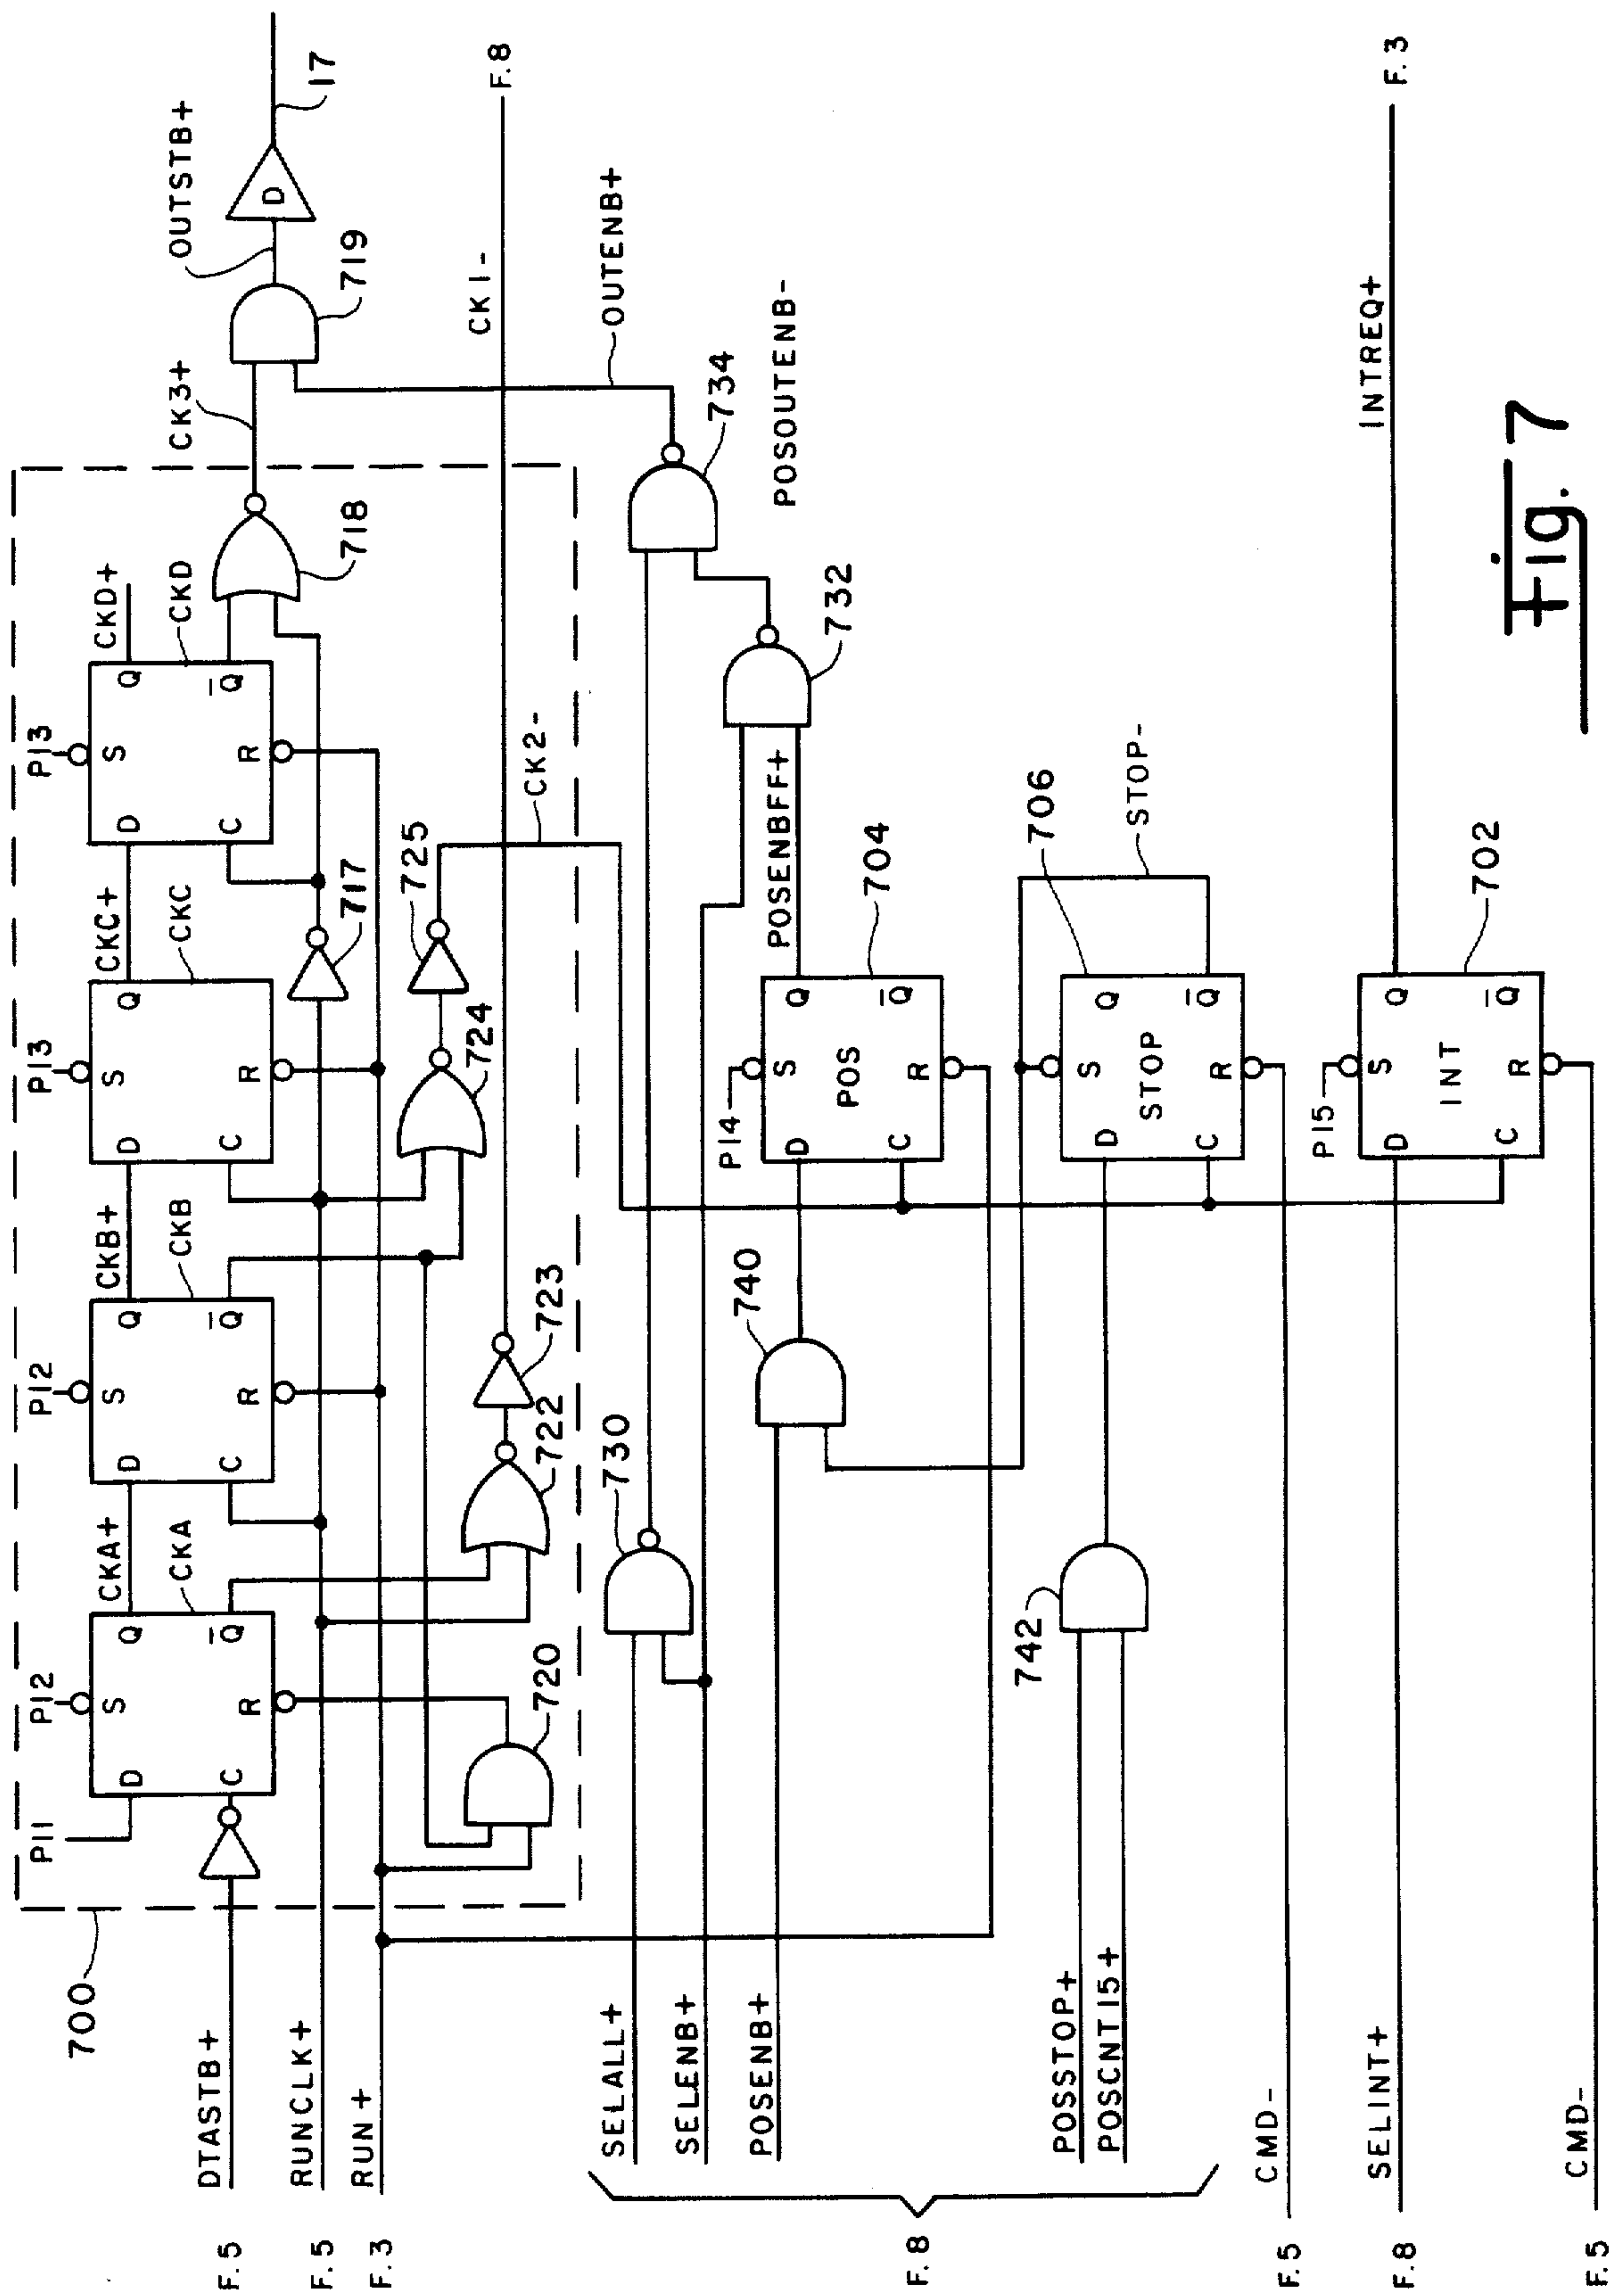 700
P11
D
C
S
R
Q
Q
P12
CKA+
CKA
D
C
S
R
Q
Q
P12
CKB+
CKB
D
C
S
R
Q
Q
P13
CKC+
CKC
D
C
S
R
Q
Q
P13
CKD+
CKD
717
718
CK3+
719
OUTSTB+
D
17
720
722
723
724
725
CK1-
F.8
CK2-
F.5 DTASTB+
F.5 RUNCLK+
F.3 RUN+
SELALL+
SELENB+
POSENB+
F.8
POSSTOP+
POSCNT15+
730
732
734
OUTENB+
POSOUTENB-
740
742
P14
D
C
S
POS
R
Q
Q
704
POSENBFF+
D
C
S
STOP
R
Q
Q
706
STOP-
F.5 CMD-
F.8 SELINT+
P15
D
C
S
INT
R
Q
Q
702
INTREQ+
F.3
F.5 CMD-
Fig. 7